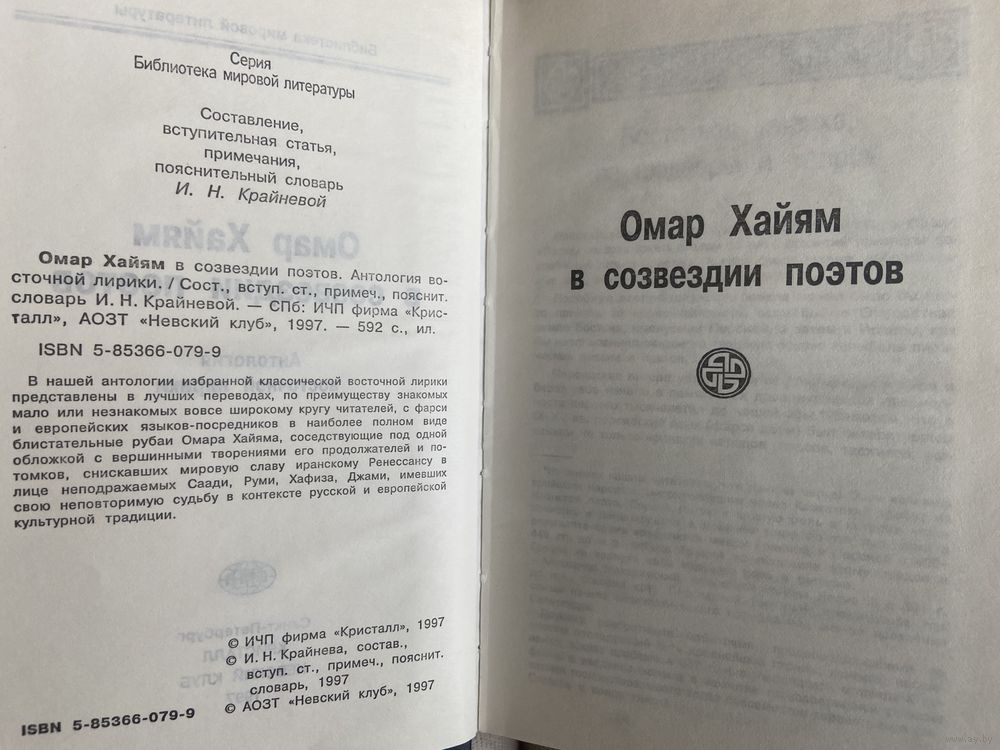 Серия
Библиотека мировой литературы
Составление,
вступительная статья,
примечания,
пояснительный словарь
И. Н. Крайневой
Омар Хайям в созвездии поэтов. Антология вос-
сточной лирики. / Сост., вступ. ст., примеч., пояснит.
словарь И. Н. Крайневой. — СПб: ИЧП фирма «Крис-
талл», АОЗТ «Невский клуб», 1997. — 592 с., ил.
ISBN 5-85366-079-9
В нашей антологии избранной классической восточной лирики
представлены в лучших переводах, по преимуществу знакомых
мало или незнакомых вовсе широкому кругу читателей, с фарси
и европейских языков-посредников в наиболее полном виде
блистательные рубаи Омара Хайяма, соседствующие под одной
обложкой с вершинными творениями его продолжателей и по-
томков, снискавших мировую славу иранскому Ренессансу в
лице неподражаемых Саади, Руми, Хафиза, Джами, имевших
свою неповторимую судьбу в контексте русской и европейской
культурной традиции.
© ИЧП фирма «Кристалл», 1997
© И. Н. Крайнева, состав.,
вступ. ст., примеч., пояснит.
словарь, 1997
© АОЗТ «Невский клуб», 1997
ISBN 5-85366-079-9
Омар Хайям
в созвездии поэтов
www.ay.by